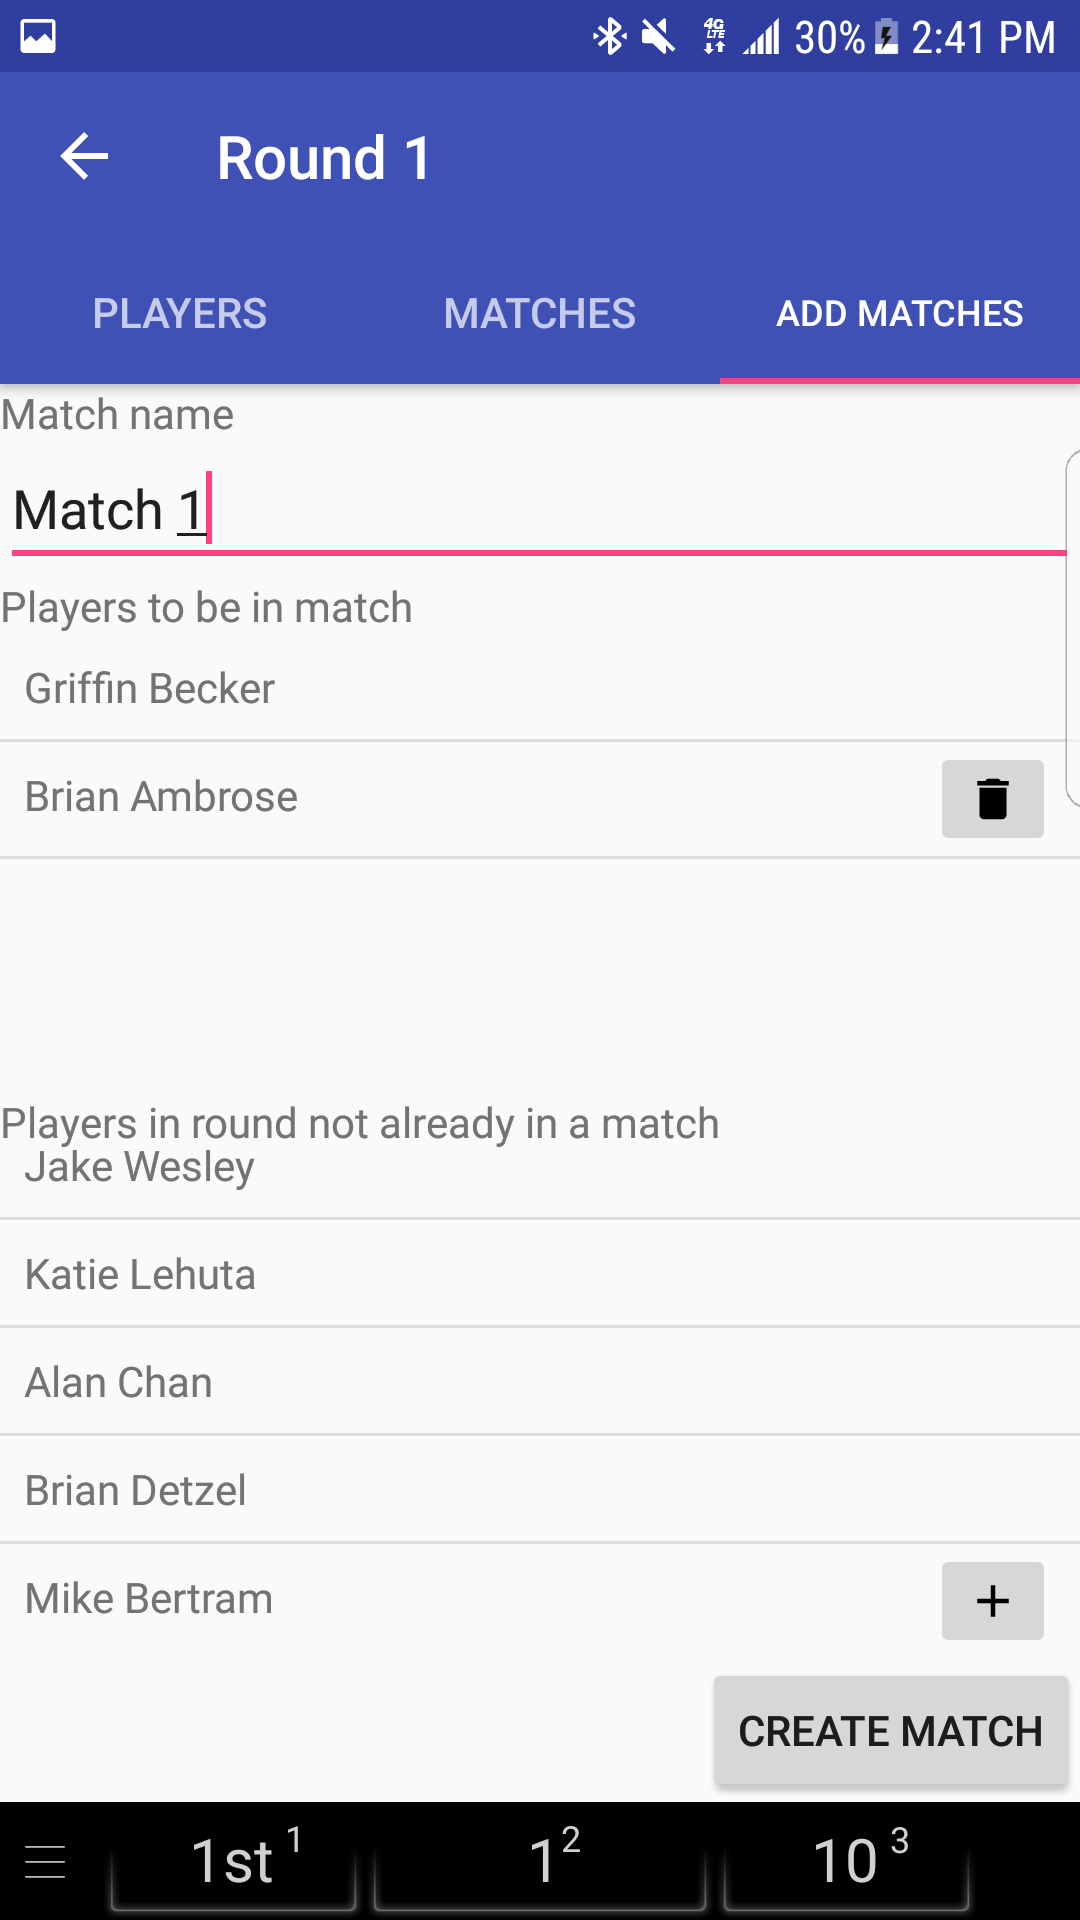 4G LTE 30% 2:41 PM
Round 1
PLAYERS MATCHES ADD MATCHES
Match name
Match 1
Players to be in match
Griffin Becker
Brian Ambrose
Players in round not already in a match
Jake Wesley
Katie Lehuta
Alan Chan
Brian Detzel
Mike Bertram
CREATE MATCH
1st 1 1 2 10 3